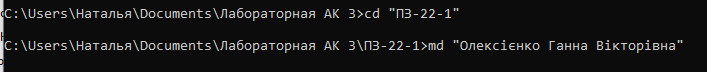 C:\Users\Наталья\Documents\Лабораторная АК 3>cd "ПЗ-22-1"
C:\Users\Наталья\Documents\Лабораторная АК 3\ПЗ-22-1>md "Олексієнко Ганна Вікторівна"